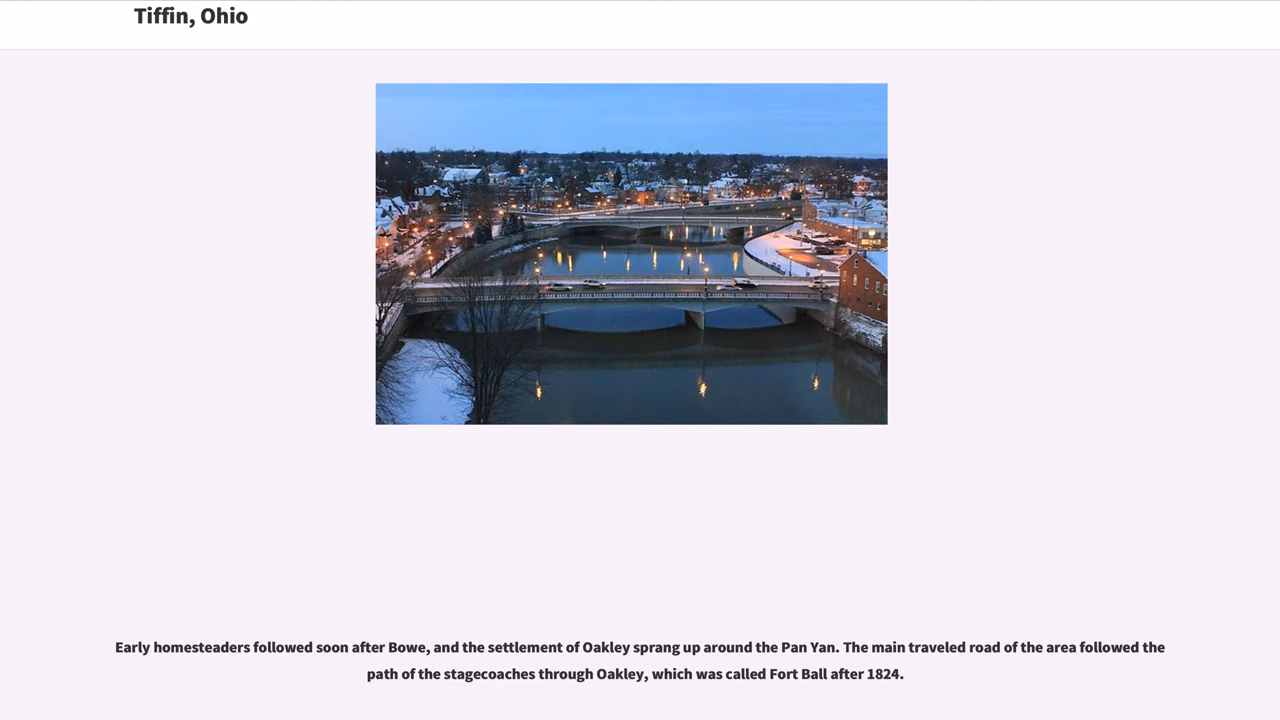 Tiffin, Ohio
Early homesteaders followed soon after Bowe, and the settlement of Oakley sprang up around the Pan Yan. The main traveled road of the area followed the
path of the stagecoaches through Oakley, which was called Fort Ball after 1824.